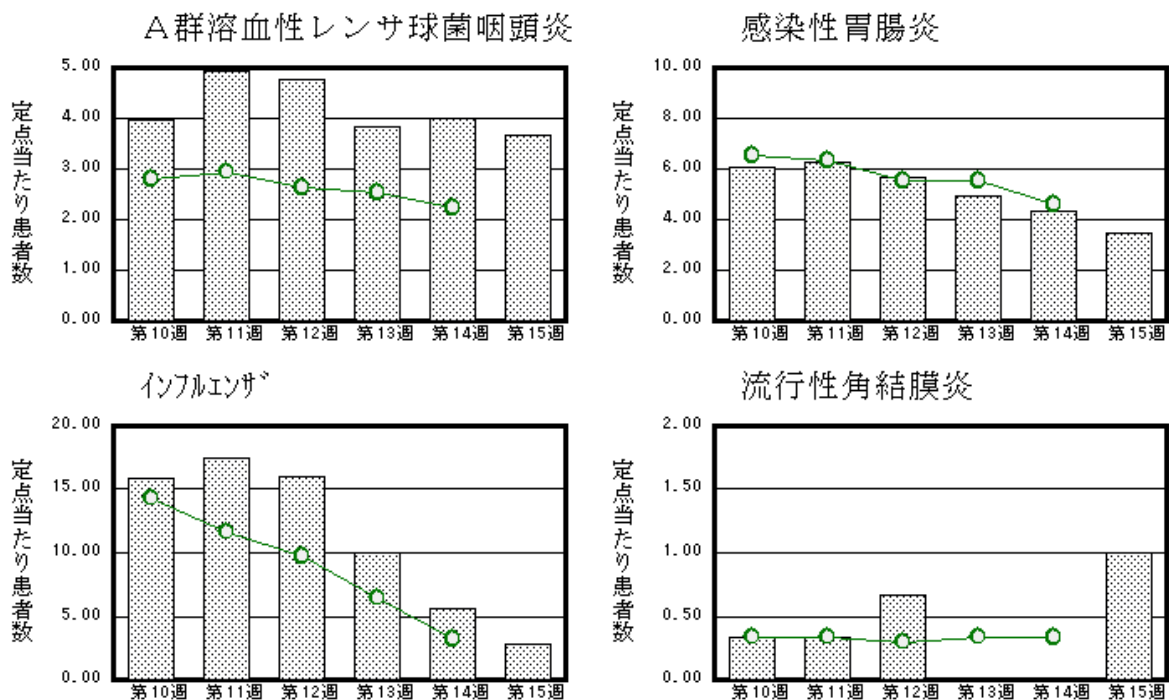 A群溶血性レンサ球菌咽頭炎
定点当たり患者数
5.00
4.00
3.00
2.00
1.00
0.00
第10週 第11週 第12週 第13週 第14週 第15週
感染性胃腸炎
定点当たり患者数
10.00
8.00
6.00
4.00
2.00
0.00
第10週 第11週 第12週 第13週 第14週 第15週
インフルエンザ
定点当たり患者数
20.00
15.00
10.00
5.00
0.00
第10週 第11週 第12週 第13週 第14週 第15週
流行性角結膜炎
定点当たり患者数
2.00
1.50
1.00
0.50
0.00
第10週 第11週 第12週 第13週 第14週 第15週